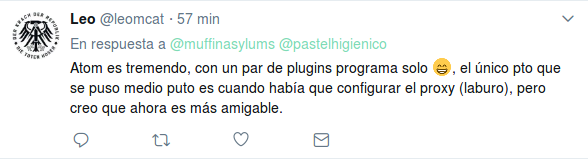 Leo @leomcat · 57 min
En respuesta a @muffinasylums @pastelhigienico
Atom es tremendo, con un par de plugins programa solo 😁, el único pto que
se puso medio puto es cuando había que configurar el proxy (laburo), pero
creo que ahora es más amigable.